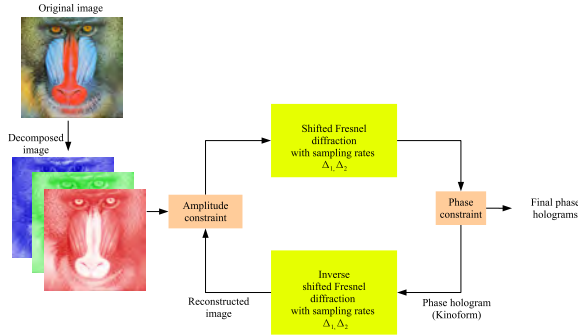 Original image
Decomposed
image
Amplitude
constraint
Shifted Fresnel
diffraction
with sampling rates
Δ1, Δ2
Phase
constraint
Final phase
holograms
Inverse
shifted Fresnel
diffraction
with sampling rates
Δ1, Δ2
Reconstructed
image
Phase hologram
(Kinoform)